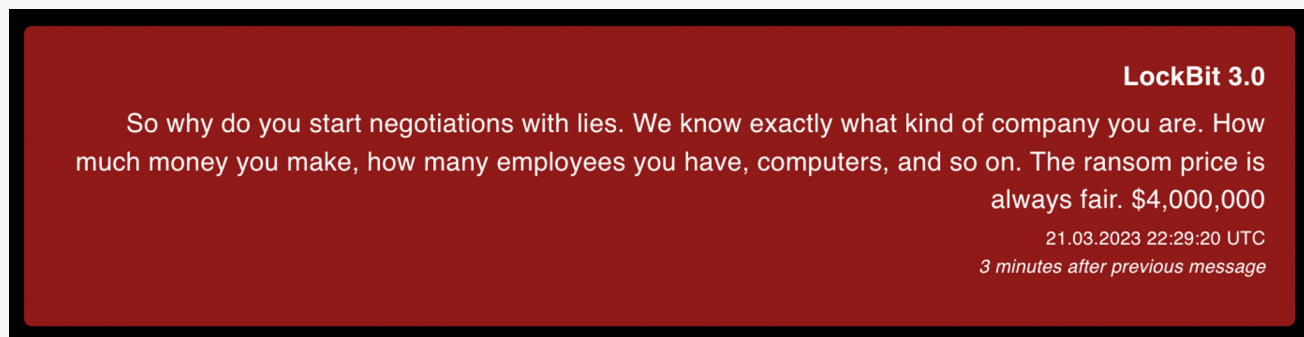 LockBit 3.0
So why do you start negotiations with lies. We know exactly what kind of company you are. How
much money you make, how many employees you have, computers, and so on. The ransom price is
always fair. $4,000,000
21.03.2023 22:29:20 UTC
3 minutes after previous message